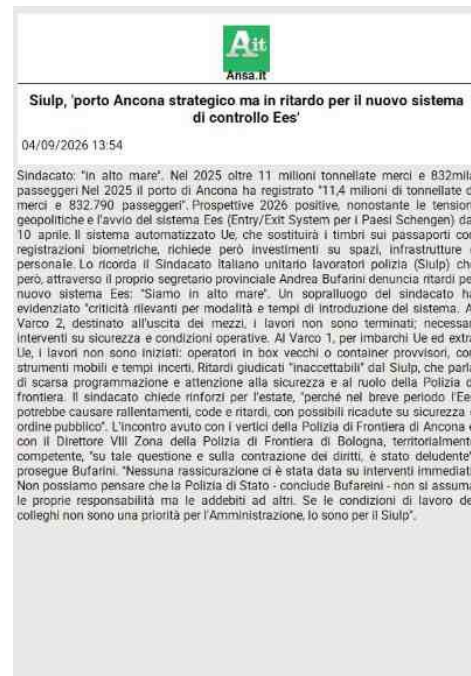 Ait
Ansa.it
Siulp, 'porto Ancona strategico ma in ritardo per il nuovo sistema
di controllo Ees'
04/09/2026 13:54
Sindacato: "in alto mare". Nel 2025 oltre 11 milioni tonnellate merci e 832mila
passeggeri Nel 2025 il porto di Ancona ha registrato "11,4 milioni di tonnellate d
merci e 832.790 passeggeri". Prospettive 2026 positive, nonostante le tension
geopolitiche e l'avvio del sistema Ees (Entry/Exit System per i Paesi Schengen) da
10 aprile. Il sistema automatizzato Ue, che sostituirà i timbri sui passaporti con
registrazioni biometriche, richiede però investimenti su spazi, infrastrutture
personale. Lo ricorda il Sindacato italiano unitario lavoratori polizia (Siulp) che
però, attraverso il proprio segretario provinciale Andrea Bufarini denuncia ritardi pe
nuovo sistema Ees: "Siamo in alto mare". Un sopralluogo del sindacato ha
evidenziato "criticità rilevanti per modalità e tempi di introduzione del sistema. A
Varco 2, destinato all'uscita dei mezzi, i lavori non sono terminati; necessar
interventi su sicurezza e condizioni operative. Al Varco 1, per imbarchi Ue ed extra
Ue, i lavori non sono iniziati: operatori in box vecchi o container provvisori, con
strumenti mobili e tempi incerti. Ritardi giudicati "inaccettabili" dal Siulp, che parla
di scarsa programmazione e attenzione alla sicurezza e al ruolo della Polizia d
frontiera. Il sindacato chiede rinforzi per l'estate, "perché nel breve periodo l'Ee
potrebbe causare rallentamenti, code e ritardi, con possibili ricadute su sicurezza
ordine pubblico". L'incontro avuto con i vertici della Polizia di Frontiera di Ancona e
con il Direttore VIII Zona della Polizia di Frontiera di Bologna, territorialmente
competente, "su tale questione e sulla contrazione dei diritti, è stato deludente"
prosegue Bufarini. "Nessuna rassicurazione ci è stata data su interventi immediati
Non possiamo pensare che la Polizia di Stato - conclude Bufareini - non si assuma
le proprie responsabilità ma le addebiti ad altri. Se le condizioni di lavoro de
colleghi non sono una priorità per l'Amministrazione, lo sono per il Siulp".